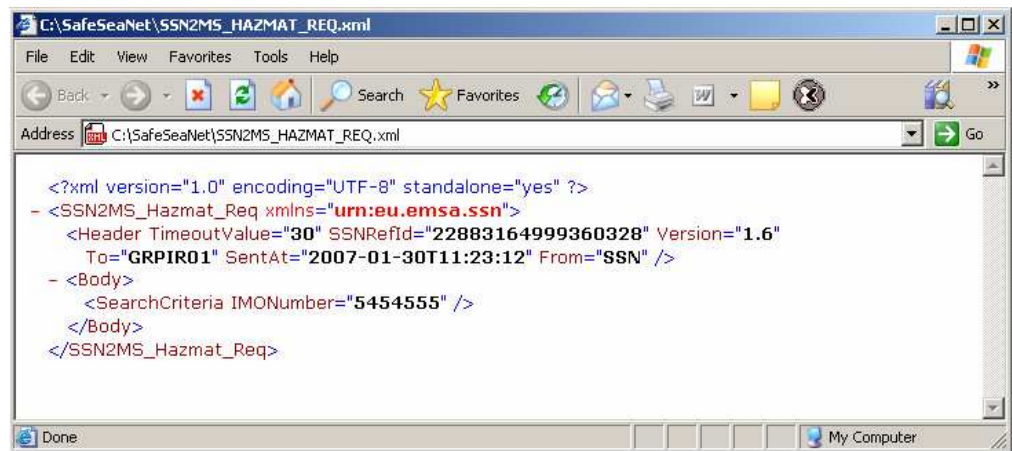 C:\SafeSeaNet\SSN2MS_HAZMAT_REQ.xml
File Edit View Favorites Tools Help
Back Search Favorites »
Address C:\SafeSeaNet\SSN2MS_HAZMAT_REQ.xml Go
<?xml version="1.0" encoding="UTF-8" standalone="yes" ?>
- <SSN2MS_Hazmat_Req xmlns="urn:eu.emsa.ssn">
<Header TimeoutValue="30" SSNRefId="22883164999360328" Version="1.6"
To="GRPIR01" SentAt="2007-01-30T11:23:12" From="SSN" />
- <Body>
<SearchCriteria IMONumber="5454555" />
</Body>
</SSN2MS_Hazmat_Req>
Done My Computer